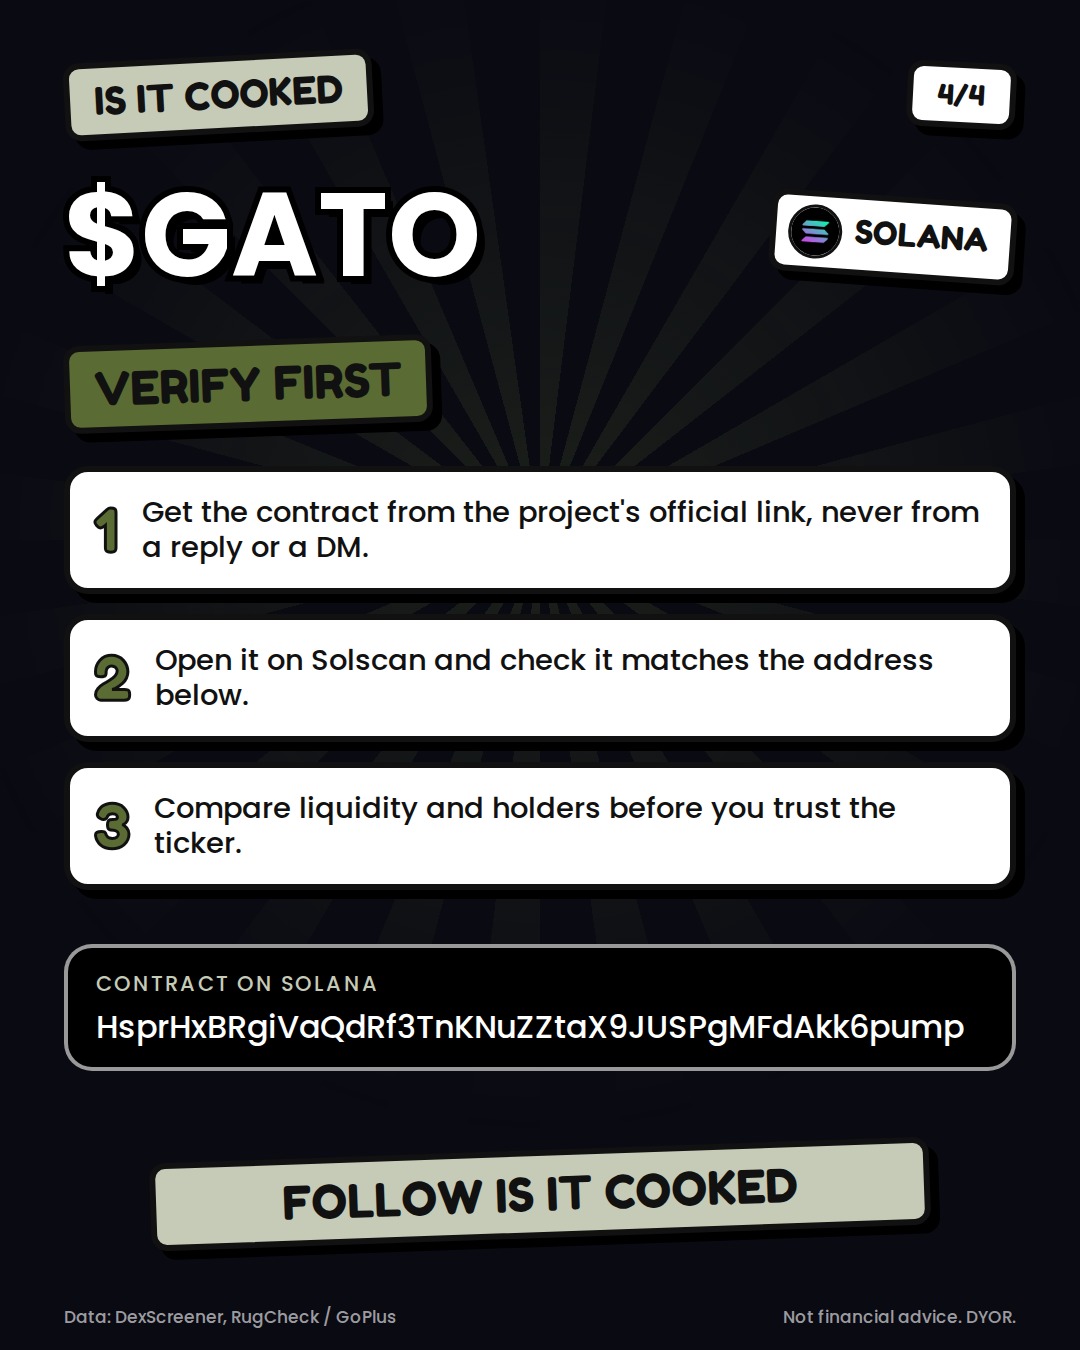 IS IT COOKED
4/4
$GATO
SOLANA
VERIFY FIRST
1
Get the contract from the project's official link, never from
a reply or a DM.
2
Open it on Solscan and check it matches the address
below.
3
Compare liquidity and holders before you trust the
ticker.
CONTRACT ON SOLANA
HsprHxBRgiVaQdRf3TnKNuZZtaX9JUSPgMFdAkk6pump
FOLLOW IS IT COOKED
Data: DexScreener, RugCheck / GoPlus
Not financial advice. DYOR.